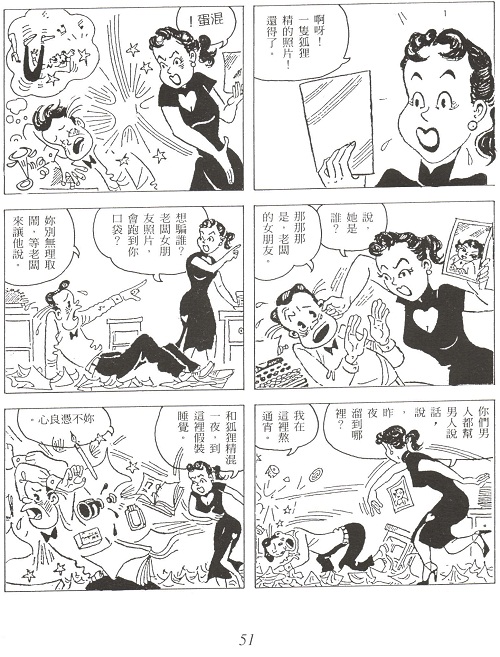 啊呀！
一隻狐狸
精的照片！
還得了。
混蛋！
說，
她是
誰？
那那那
是，老闆
的女朋友。
想騙誰？
老闆女朋
友照片，
會跑到你
口袋？
妳別無理取
鬧，等老闆
來讓他說。
你們男
人都幫
男人說
話，
說，
昨夜
溜到哪
裡？
我在
這裡熬
通宵。
和狐狸精混
一夜，到
這裡假裝
睡覺。
妳不憑良心。
51